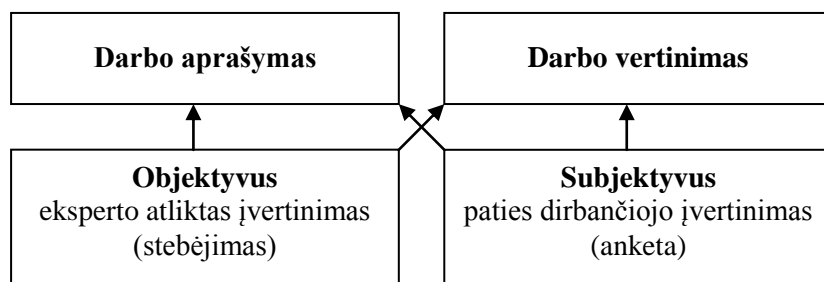 Darbo aprašymas
Darbo vertinimas
Objektyvus
eksperto atliktas įvertinimas
(stebėjimas)
Subjektyvus
paties dirbančiojo įvertinimas
(anketa)